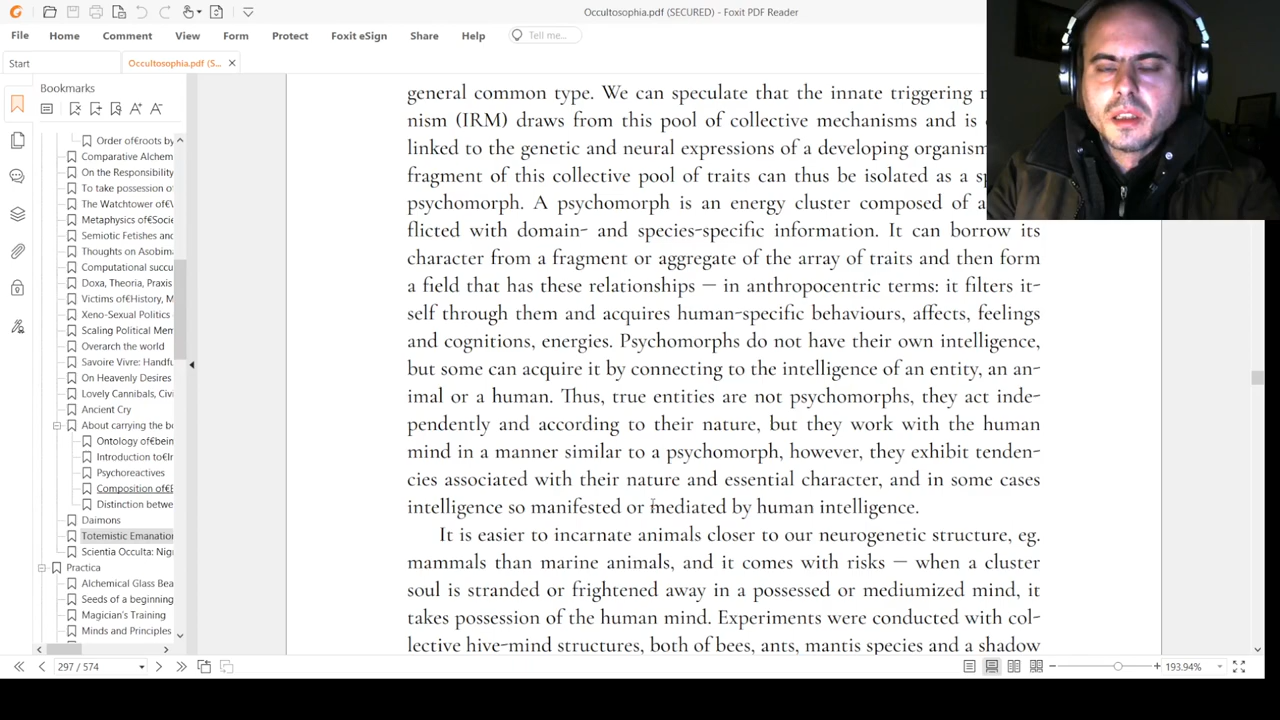 Occultosophia.pdf (SECURED) - Foxit PDF Reader
File Home Comment View Form Protect Foxit eSign Share Help Tell me...
Start Occultosophia.pdf (S...
Bookmarks
Order of€roots by
Comparative Alchem
On the Responsibility
To take possession o
The Watchtower of€
Metaphysics of€Socie
Semiotic Fetishes and
Thoughts on Asobim
Computational succu
Doxa, Theoria, Praxis
Victims of€History, M
Xeno-Sexual Politics
Scaling Political Mem
Overarch the world
Savoire Vivre: Handfu
On Heavenly Desires
Lovely Cannibals, Civi
Ancient Cry
About carrying the bo
Ontology of€bein
Introduction to€Ir
Psychoreactives
Composition of€E
Distinction betwe
Daimons
Totemistic Emanation
Scientia Occulta: Nig
Practica
Alchemical Glass Bea
Seeds of a beginning
Magician's Training
Minds and Principles
general common type. We can speculate that the innate triggering
nism (IRM) draws from this pool of collective mechanisms and is
linked to the genetic and neural expressions of a developing organism
fragment of this collective pool of traits can thus be isolated as a
psychomorph. A psychomorph is an energy cluster composed of a
flicted with domain- and species-specific information. It can borrow its
character from a fragment or aggregate of the array of traits and then form
a field that has these relationships — in anthropocentric terms: it filters it-
self through them and acquires human-specific behaviours, affects, feelings
and cognitions, energies. Psychomorphs do not have their own intelligence,
but some can acquire it by connecting to the intelligence of an entity, an an-
imal or a human. Thus, true entities are not psychomorphs, they act inde-
pendently and according to their nature, but they work with the human
mind in a manner similar to a psychomorph, however, they exhibit tenden-
cies associated with their nature and essential character, and in some cases
intelligence so manifested or mediated by human intelligence.
It is easier to incarnate animals closer to our neurogenetic structure, eg.
mammals than marine animals, and it comes with risks — when a cluster
soul is stranded or frightened away in a possessed or mediumized mind, it
takes possession of the human mind. Experiments were conducted with col-
lective hive-mind structures, both of bees, ants, mantis species and a shadow
297 / 574
193.94%